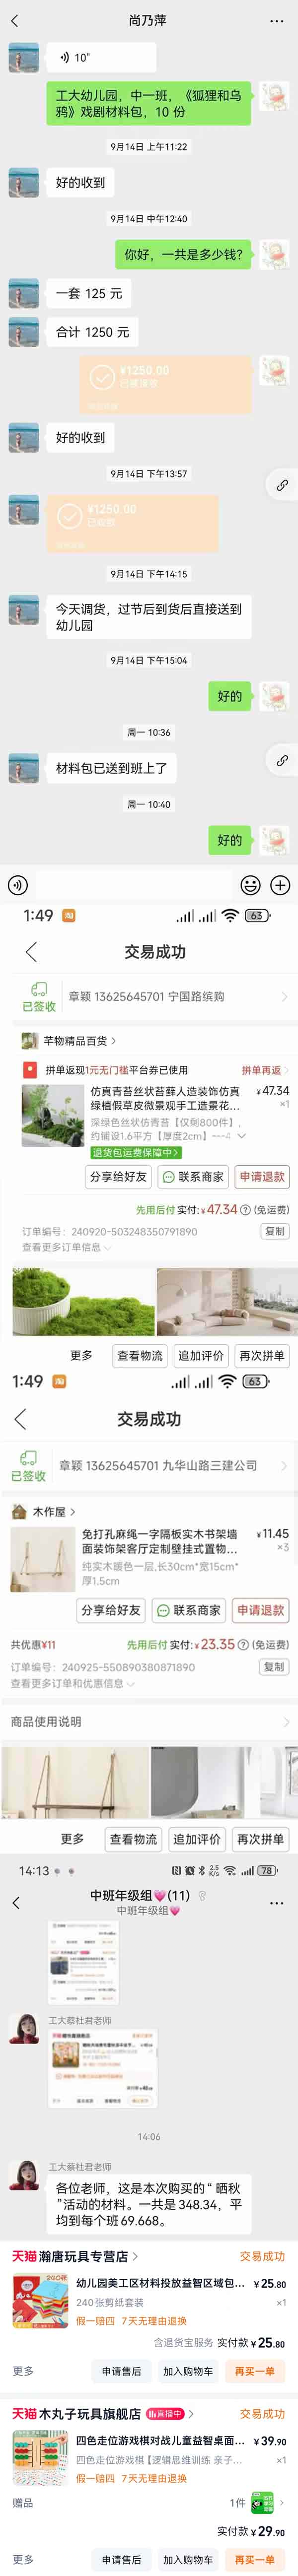 尚乃萍
10"
工大幼儿园，中一班，《狐狸和乌
鸦》戏剧材料包，10 份
9月14日 上午11:22
好的收到
9月14日 中午12:40
你好，一共是多少钱？
一套 125 元
合计 1250 元
¥1250.00
已被接收
好的收到
9月14日 下午13:57
¥1250.00
已收款
9月14日 下午14:15
今天调货，过节后到货后直接送到
幼儿园
9月14日 下午15:04
好的
周一 10:36
材料包已送到班上了
周一 10:40
好的
1:49 淘 63
交易成功
已签收
章颖 13625645701 宁国路缤购
芊物精品百货
拼单返现1元无门槛平台券已使用 拼单再返
仿真青苔丝状苔藓人造装饰仿真 ¥47.34
绿植假草皮微景观手工造景花... ×1
深绿色丝状仿青苔【仅剩800件】,
约铺设1.6平方【厚度2cm】
退货包运费保障中
分享给好友 联系商家 申请退款
先用后付 实付: ¥47.34 (免运费)
订单编号: 240920-503248350791890 复制
查看更多订单信息
更多 查看物流 追加评价 再次拼单
1:49 淘 63
交易成功
已签收
章颖 13625645701 九华山路三建公司
木作屋
免打孔麻绳一字隔板实木书架墙 ¥11.45
面装饰架客厅定制壁挂式置物... ×3
纯实木暖色一层,长30cm*宽15cm*
厚1.5cm
分享给好友 联系商家 申请退款
共优惠¥11 先用后付 实付: ¥23.35 (免运费)
订单编号: 240925-550890380871890 复制
查看更多订单和优惠信息
商品使用说明
更多 查看物流 追加评价 再次拼单
14:13 2.5 K/s 78
中班年级组💗(11)
中班年级组💗
工大蔡杜君老师
14:06
工大蔡杜君老师
各位老师，这是本次购买的“ 晒秋
”活动的材料。一共是 348.34，平
均到每个班69.668。
天猫 瀚唐玩具专营店 交易成功
幼儿园美工区材料投放益智区域包... ¥25.80
240张剪纸套装 ×1
假一赔四 7天无理由退换
含退货宝服务 实付款¥25.80
更多 申请售后 加入购物车 再买一单
天猫 木丸子玩具旗舰店 直播中 交易成功
四色走位游戏棋对战儿童益智桌面... ¥39.90
四色走位游戏棋【逻辑思维训练 亲子... ×1
假一赔四 7天无理由退换
赠品 1件
实付款¥29.90
更多 申请售后 加入购物车 再买一单